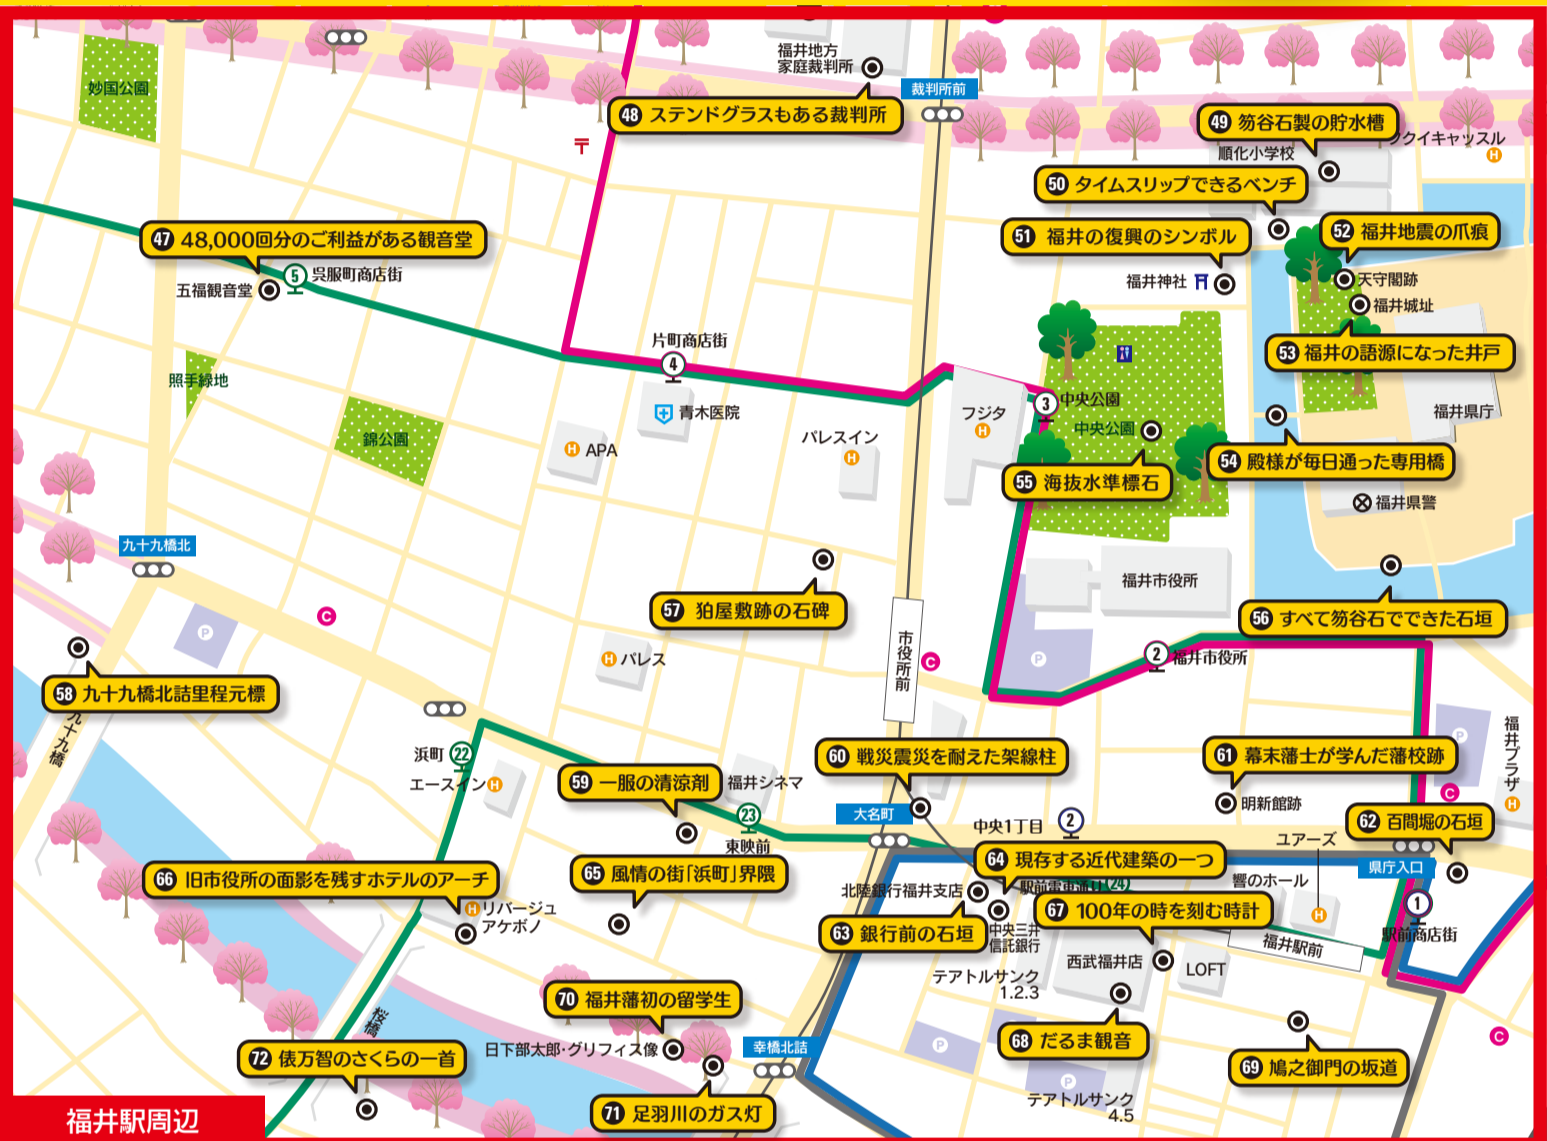 福井地方
家庭裁判所
妙国公園
裁判所前
48 ステンドグラスもある裁判所
49 笏谷石製の貯水槽
クイキャッスル
H
〒
順化小学校
50 タイムスリップできるベンチ
47 48,000回分のご利益がある観音堂
51 福井の復興のシンボル
52 福井地震の爪痕
5 呉服町商店街
五福観音堂
福井神社
天守閣跡
福井城址
片町商店街
4
53 福井の語源になった井戸
照手緑地
青木医院
フジタ
H
3 中央公園
中央公園
福井県庁
錦公園
H APA
パレスイン
H
54 殿様が毎日通った専用橋
55 海抜水準標石
福井県警
九十九橋北
福井市役所
57 狛屋敷跡の石碑
56 すべて笏谷石でできた石垣
C
P
市役所前
C
H パレス
P
2 福井市役所
58 九十九橋北詰里程元標
九十九橋
浜町 22
エースイン H
60 戦災震災を耐えた架線柱
61 幕末藩士が学んだ藩校跡
P
福井プラザ
H
59 一服の清涼剤
福井シネマ
23
東映前
大名町
中央1丁目 2
明新館跡
C
62 百間堀の石垣
ユアーズ
H
県庁入口
64 現存する近代建築の一つ
66 旧市役所の面影を残すホテルのアーチ
65 風情の街「浜町」界隈
北陸銀行福井支店
駅前電車通り 24
響のホール
1
駅前商店街
H リバージュ
アケボノ
63 銀行前の石垣
中央三井
信託銀行
67 100年の時を刻む時計
福井駅前
西武福井店
LOFT
テアトルサンク
1.2.3
70 福井藩初の留学生
桜橋
P
68 だるま観音
C
72 俵万智のさくらの一首
日下部太郎・グリフィス像
幸橋北詰
69 鳩之御門の坂道
P
テアトルサンク
4.5
71 足羽川のガス灯
福井駅周辺